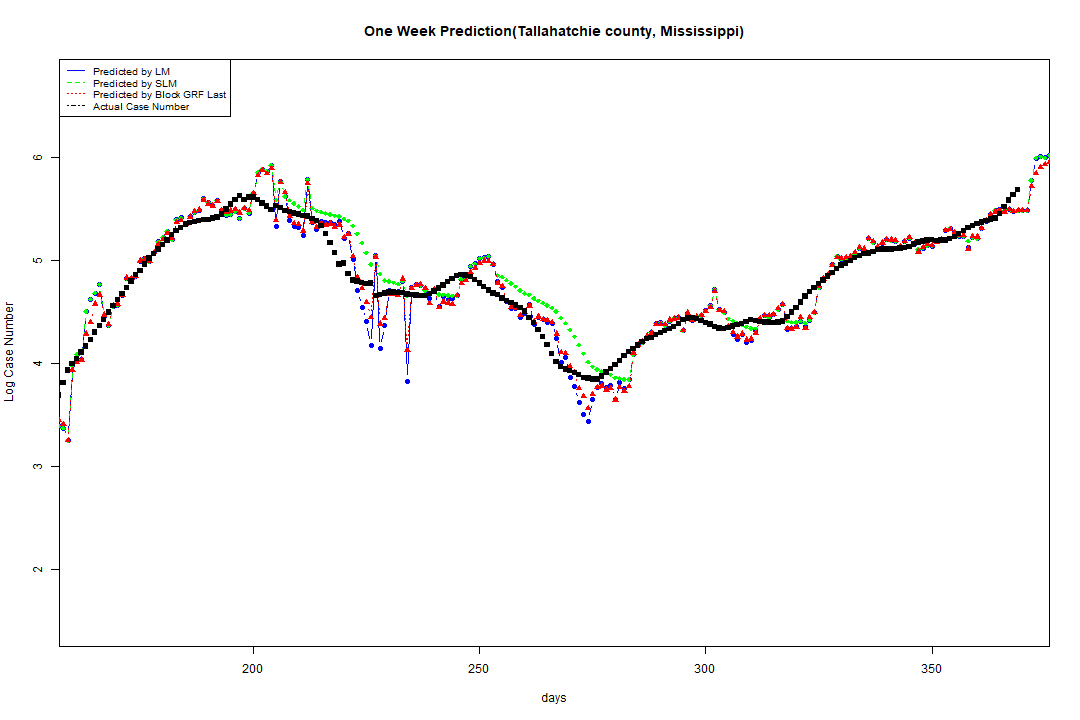 One Week Prediction(Tallahatchie county, Mississippi)
Predicted by LM
Predicted by SLM
Predicted by Block GRF Last
Actual Case Number
6
5
4
3
2
Log Case Number
200 250 300 350
days